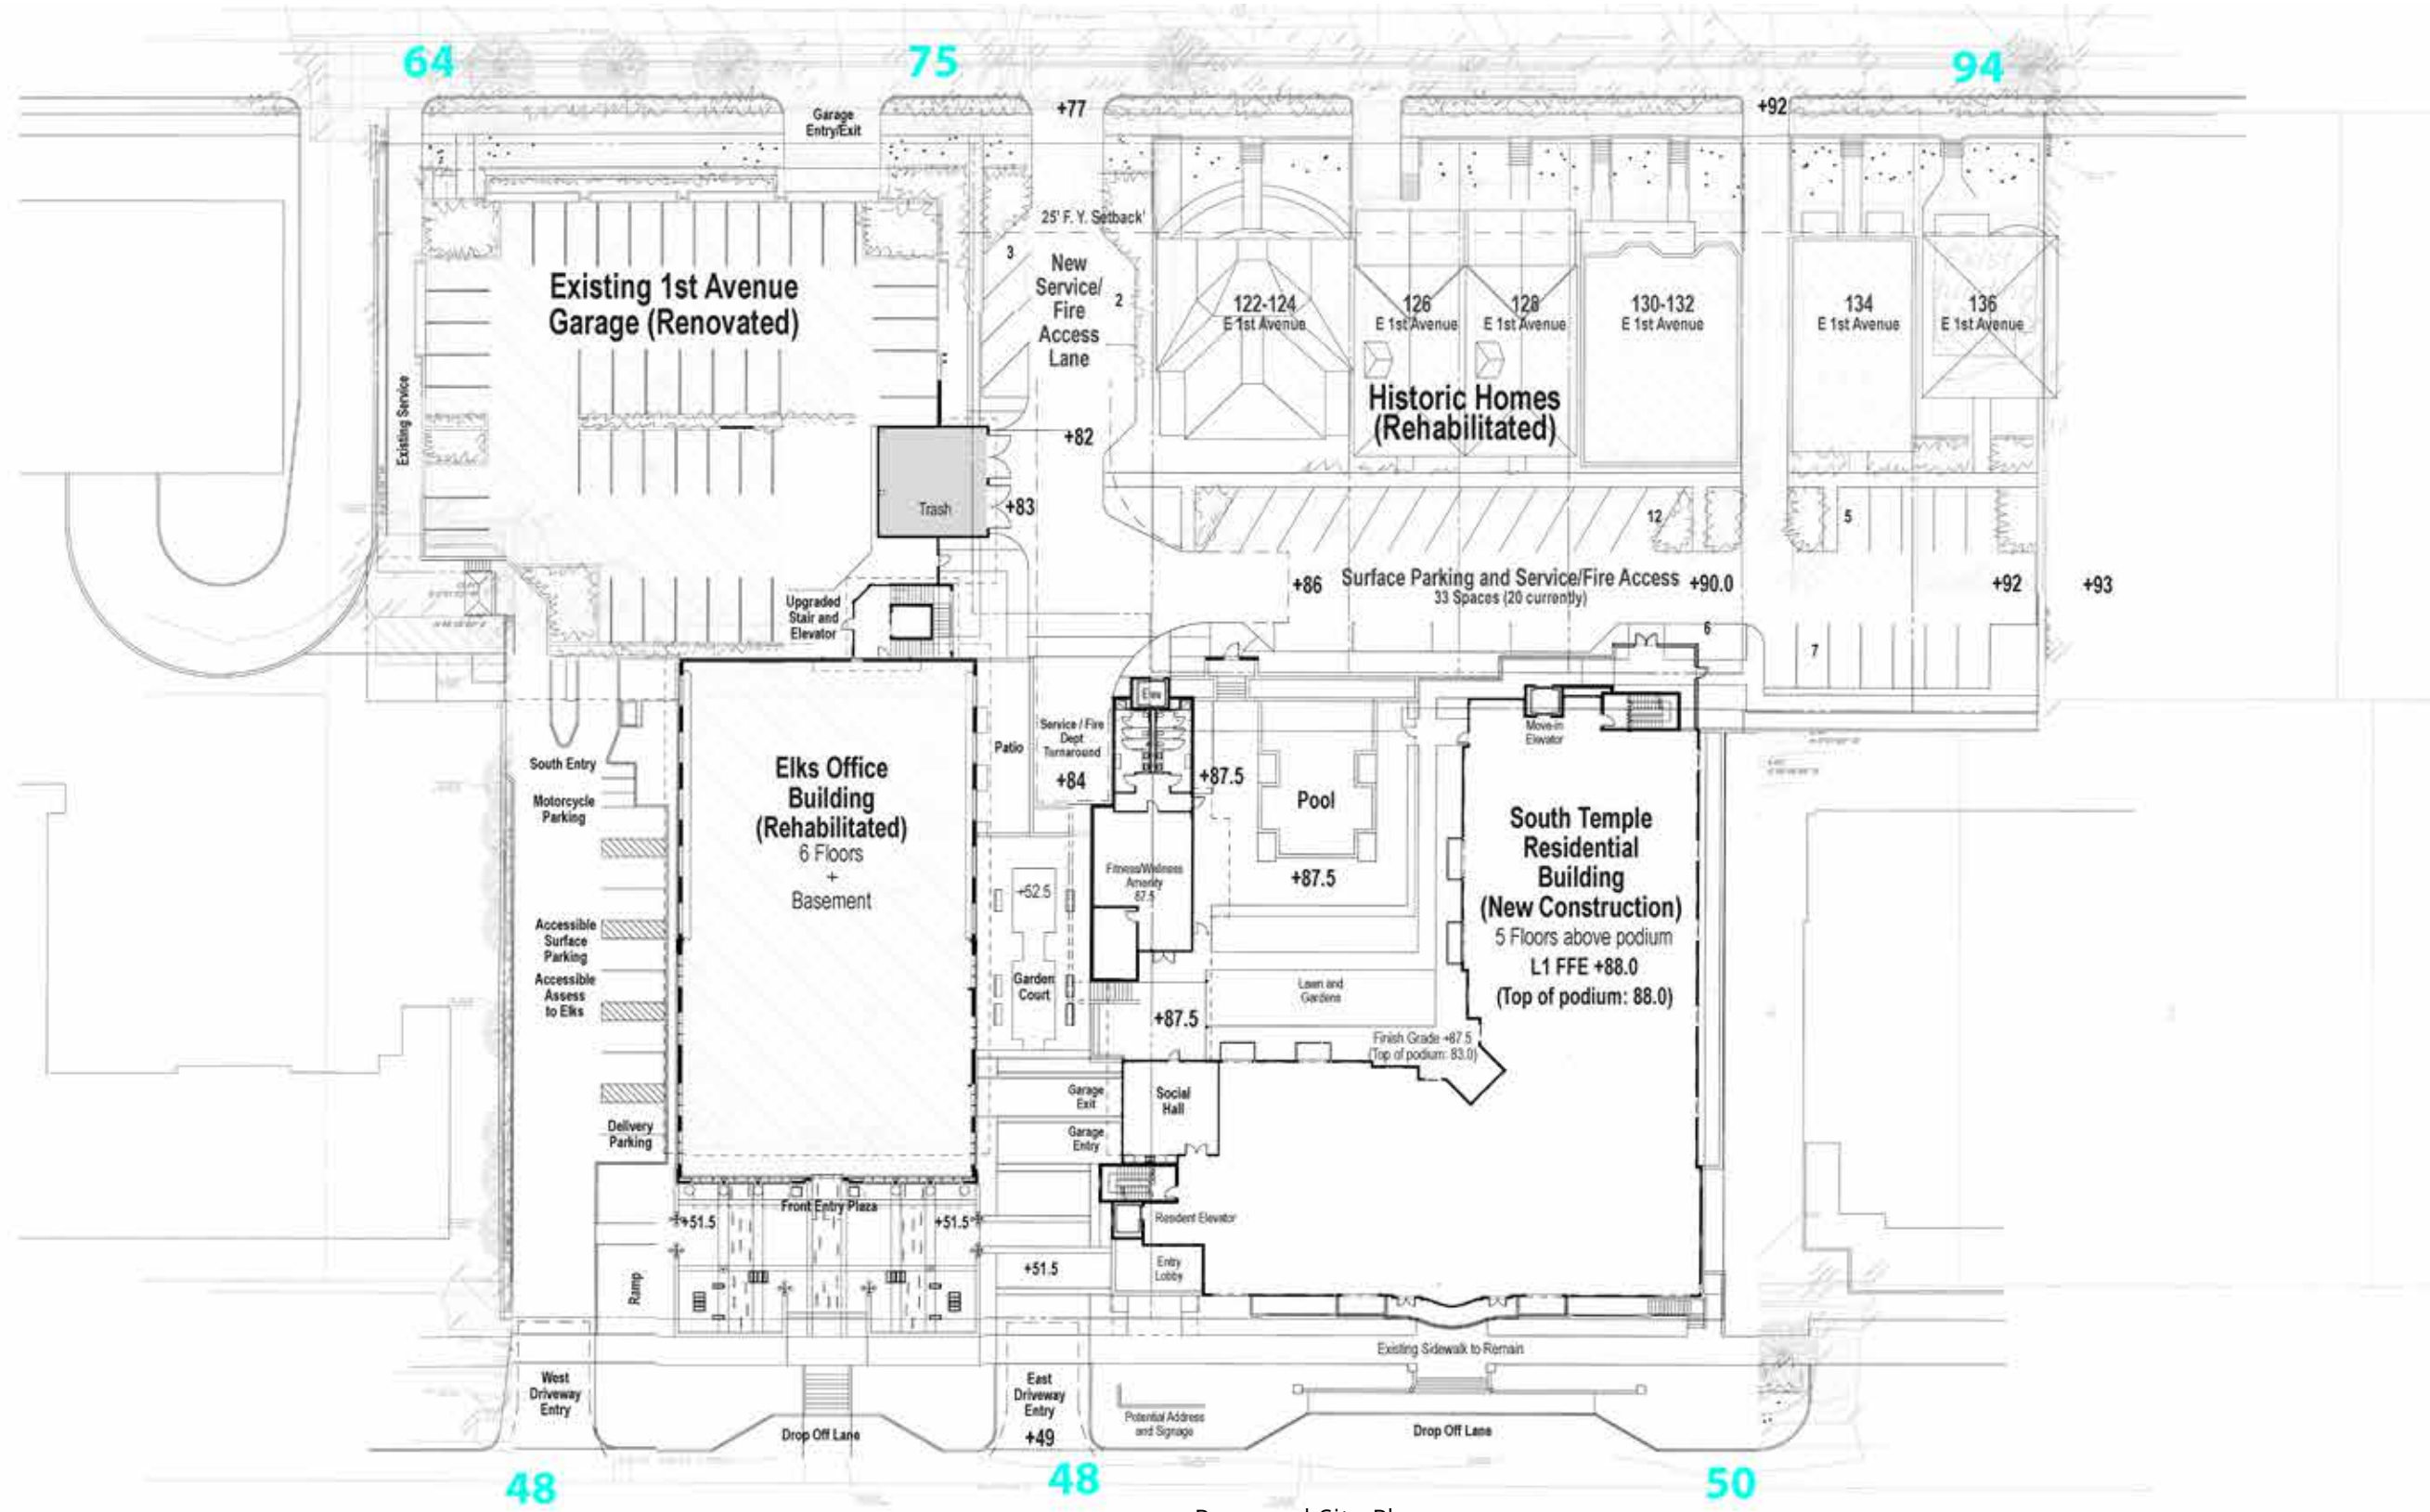 64
75
94
+77
+92
Garage
Entry/Exit
25' F. Y. Setback'
3
New
Service/
Fire
Access
Lane
2
Existing 1st Avenue
Garage (Renovated)
122-124
E 1st Avenue
126
E 1st Avenue
128
E 1st Avenue
130-132
E 1st Avenue
134
E 1st Avenue
136
E 1st Avenue
Historic Homes
(Rehabilitated)
Existing Service
+82
Trash
+83
12
5
+86
Surface Parking and Service/Fire Access
33 Spaces (20 currently)
+90.0
+92
+93
Upgraded
Stair and
Elevator
6
7
Elev
Service / Fire
Dept
Turnaround
+84
Patio
South Entry
Motorcycle
Parking
Elks Office
Building
(Rehabilitated)
6 Floors
+
Basement
+87.5
Pool
+87.5
Move-in
Elevator
South Temple
Residential
Building
(New Construction)
5 Floors above podium
L1 FFE +88.0
(Top of podium: 88.0)
Fitness/Wellness
Amenity
87.5
+52.5
Accessible
Surface
Parking
Accessible
Assess
to Elks
Garden
Court
Lawn and
Gardens
+87.5
Finish Grade +87.5
(Top of podium: 83.0)
Garage
Exit
Social
Hall
Garage
Entry
Delivery
Parking
Front Entry Plaza
+51.5
+51.5
Resident Elevator
+51.5
Entry
Lobby
Ramp
Existing Sidewalk to Remain
West
Driveway
Entry
East
Driveway
Entry
+49
Potential Address
and Signage
Drop Off Lane
Drop Off Lane
48
48
50